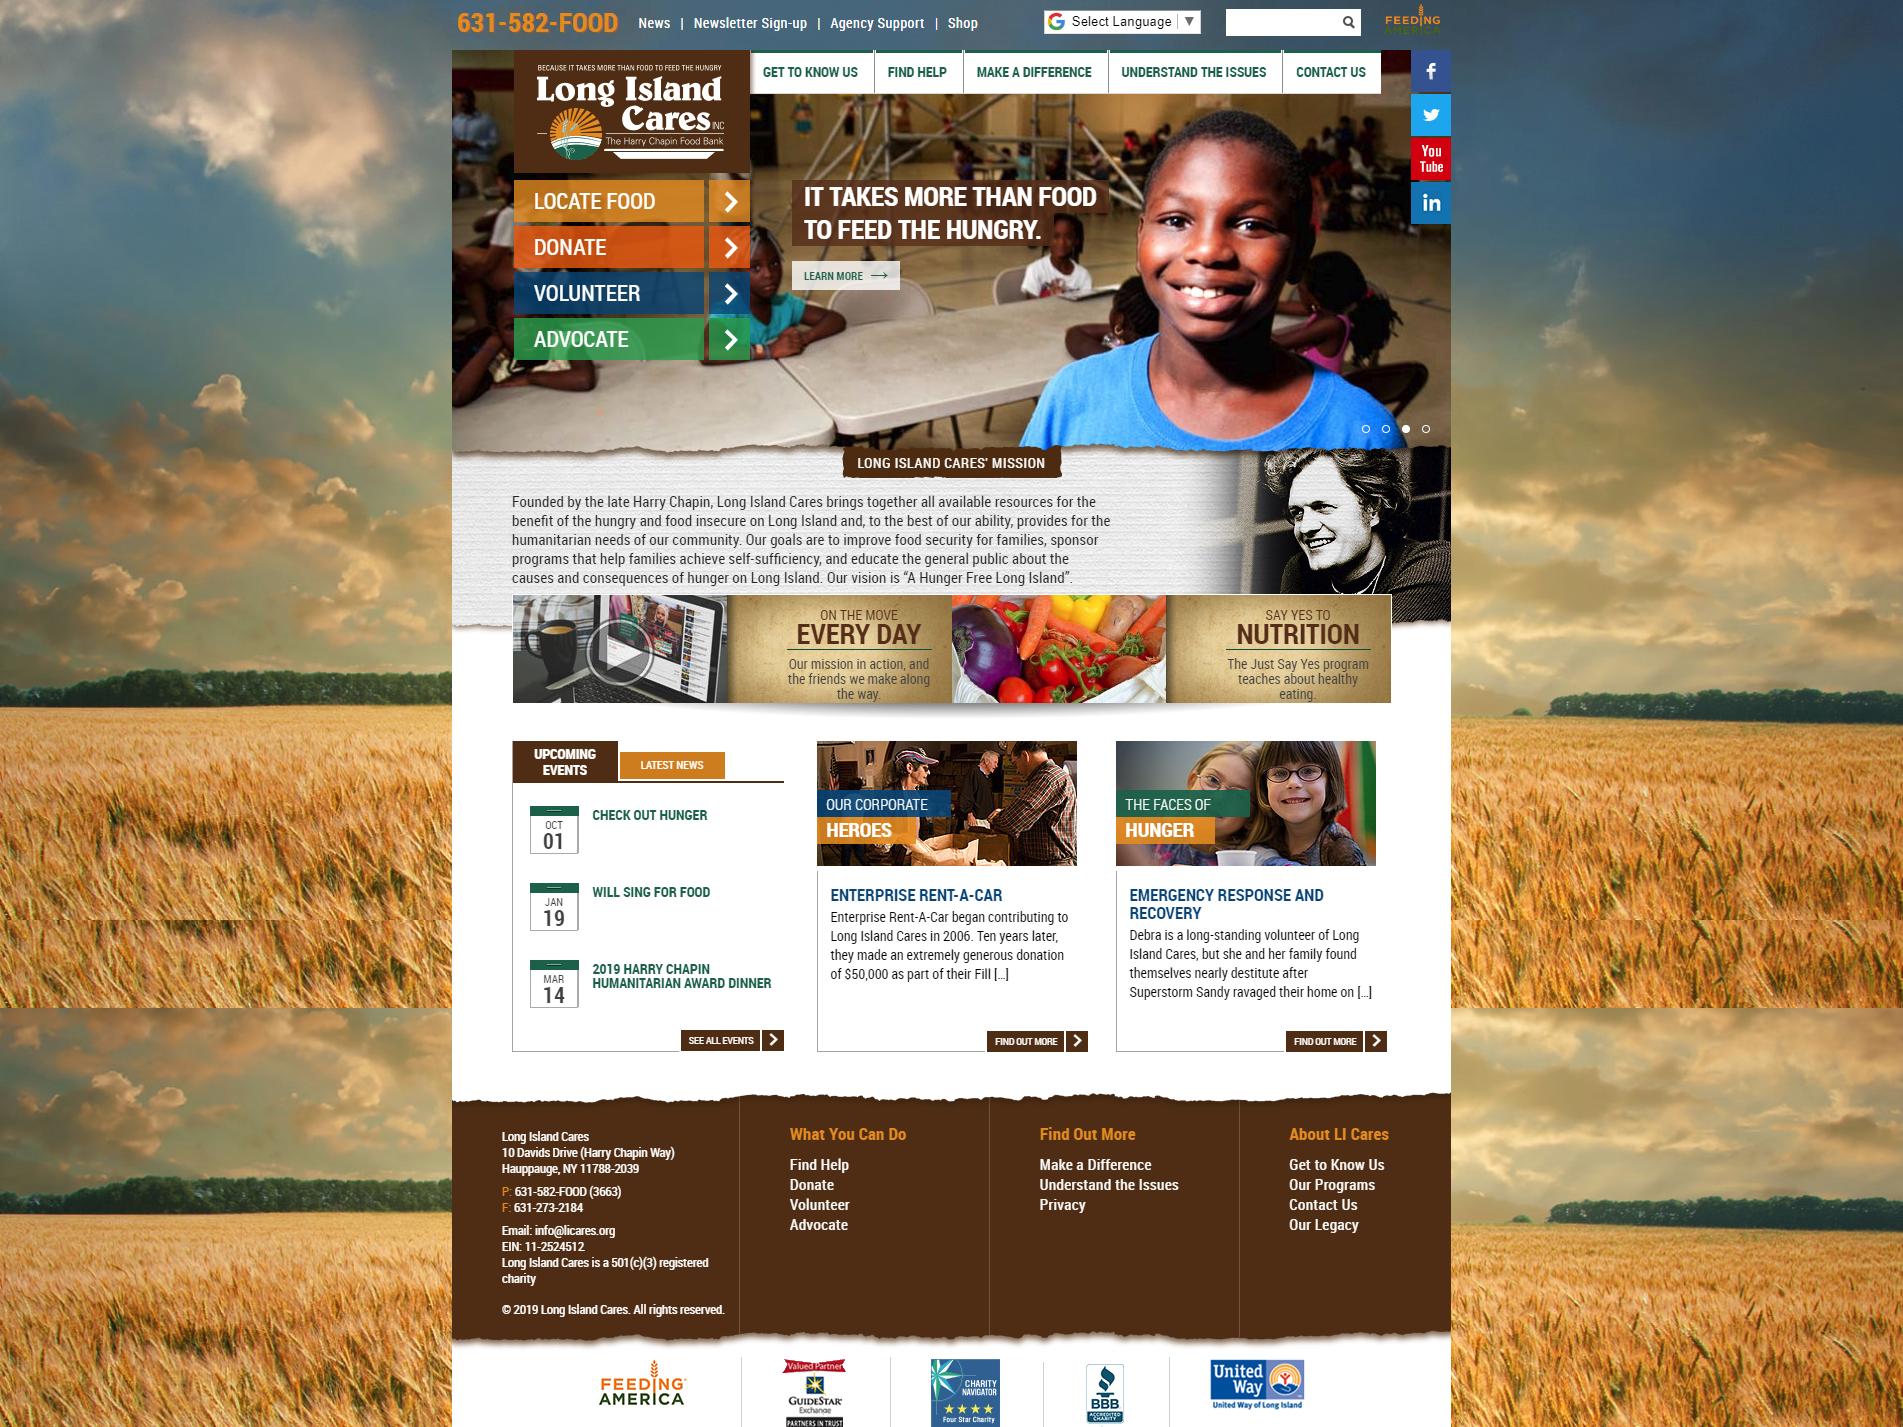 631-582-FOOD
News | Newsletter Sign-up | Agency Support | Shop
Select Language ▼
FEEDING
AMERICA
BECAUSE IT TAKES MORE THAN FOOD TO FEED THE HUNGRY
Long Island
Cares INC
The Harry Chapin Food Bank
GET TO KNOW US
FIND HELP
MAKE A DIFFERENCE
UNDERSTAND THE ISSUES
CONTACT US
f
You
Tube
in
LOCATE FOOD
DONATE
VOLUNTEER
ADVOCATE
IT TAKES MORE THAN FOOD
TO FEED THE HUNGRY.
LEARN MORE
LONG ISLAND CARES' MISSION
Founded by the late Harry Chapin, Long Island Cares brings together all available resources for the
benefit of the hungry and food insecure on Long Island and, to the best of our ability, provides for the
humanitarian needs of our community. Our goals are to improve food security for families, sponsor
programs that help families achieve self-sufficiency, and educate the general public about the
causes and consequences of hunger on Long Island. Our vision is “A Hunger Free Long Island”.
ON THE MOVE
EVERY DAY
Our mission in action, and
the friends we make along
the way.
SAY YES TO
NUTRITION
The Just Say Yes program
teaches about healthy
eating.
UPCOMING
EVENTS
LATEST NEWS
OCT
01
CHECK OUT HUNGER
JAN
19
WILL SING FOR FOOD
MAR
14
2019 HARRY CHAPIN
HUMANITARIAN AWARD DINNER
SEE ALL EVENTS
OUR CORPORATE
HEROES
ENTERPRISE RENT-A-CAR
Enterprise Rent-A-Car began contributing to
Long Island Cares in 2006. Ten years later,
they made an extremely generous donation
of $50,000 as part of their Fill [...]
FIND OUT MORE
THE FACES OF
HUNGER
EMERGENCY RESPONSE AND
RECOVERY
Debra is a long-standing volunteer of Long
Island Cares, but she and her family found
themselves nearly destitute after
Superstorm Sandy ravaged their home on [...]
FIND OUT MORE
Long Island Cares
10 Davids Drive (Harry Chapin Way)
Hauppauge, NY 11788-2039
P: 631-582-FOOD (3663)
F: 631-273-2184
Email: info@licares.org
EIN: 11-2524512
Long Island Cares is a 501(c)(3) registered
charity
© 2019 Long Island Cares. All rights reserved.
What You Can Do
Find Help
Donate
Volunteer
Advocate
Find Out More
Make a Difference
Understand the Issues
Privacy
About LI Cares
Get to Know Us
Our Programs
Contact Us
Our Legacy
FEEDING
AMERICA
Valued Partner
GUIDESTAR
Exchange
PARTNERS IN TRUST
CHARITY
NAVIGATOR
Four Star Charity
BBB
ACCREDITED
CHARITY
United
Way
United Way of Long Island